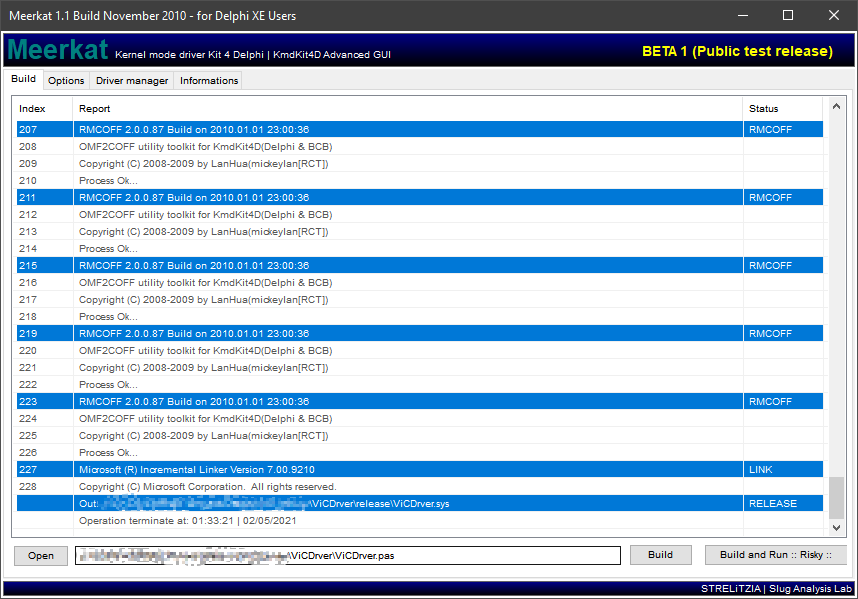 Meerkat 1.1 Build November 2010 - for Delphi XE Users
Meerkat Kernel mode driver Kit 4 Delphi | KmdKit4D Advanced GUI BETA 1 (Public test release)
Build Options Driver manager Informations
Index Report Status
207 RMCOFF 2.0.0.87 Build on 2010.01.01 23:00:36 RMCOFF
208 OMF2COFF utility toolkit for KmdKit4D(Delphi & BCB)
209 Copyright (C) 2008-2009 by LanHua(mickeylan[RCT])
210 Process Ok...
211 RMCOFF 2.0.0.87 Build on 2010.01.01 23:00:36 RMCOFF
212 OMF2COFF utility toolkit for KmdKit4D(Delphi & BCB)
213 Copyright (C) 2008-2009 by LanHua(mickeylan[RCT])
214 Process Ok...
215 RMCOFF 2.0.0.87 Build on 2010.01.01 23:00:36 RMCOFF
216 OMF2COFF utility toolkit for KmdKit4D(Delphi & BCB)
217 Copyright (C) 2008-2009 by LanHua(mickeylan[RCT])
218 Process Ok...
219 RMCOFF 2.0.0.87 Build on 2010.01.01 23:00:36 RMCOFF
220 OMF2COFF utility toolkit for KmdKit4D(Delphi & BCB)
221 Copyright (C) 2008-2009 by LanHua(mickeylan[RCT])
222 Process Ok...
223 RMCOFF 2.0.0.87 Build on 2010.01.01 23:00:36 RMCOFF
224 OMF2COFF utility toolkit for KmdKit4D(Delphi & BCB)
225 Copyright (C) 2008-2009 by LanHua(mickeylan[RCT])
226 Process Ok...
227 Microsoft (R) Incremental Linker Version 7.00.9210 LINK
228 Copyright (C) Microsoft Corporation. All rights reserved.
Out: \ViCDrver\release\ViCDrver.sys RELEASE
Operation terminate at: 01:33:21 | 02/05/2021
Open \ViCDrver\ViCDrver.pas Build Build and Run :: Risky ::
STRELiTZIA | Slug Analysis Lab